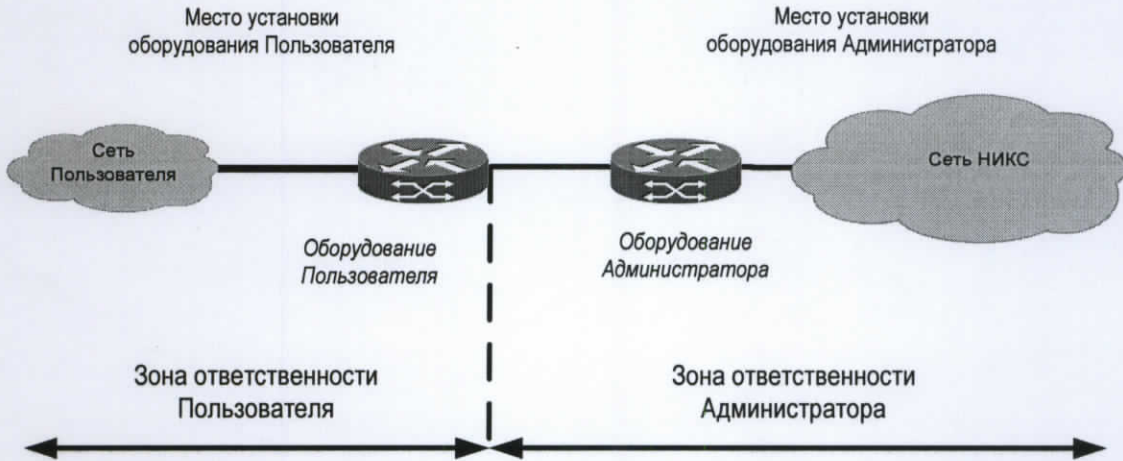 Место установки
оборудования Пользователя
Место установки
оборудования Администратора
Сеть
Пользователя
Сеть НИКС
Оборудование
Пользователя
Оборудование
Администратора
Зона ответственности
Пользователя
Зона ответственности
Администратора